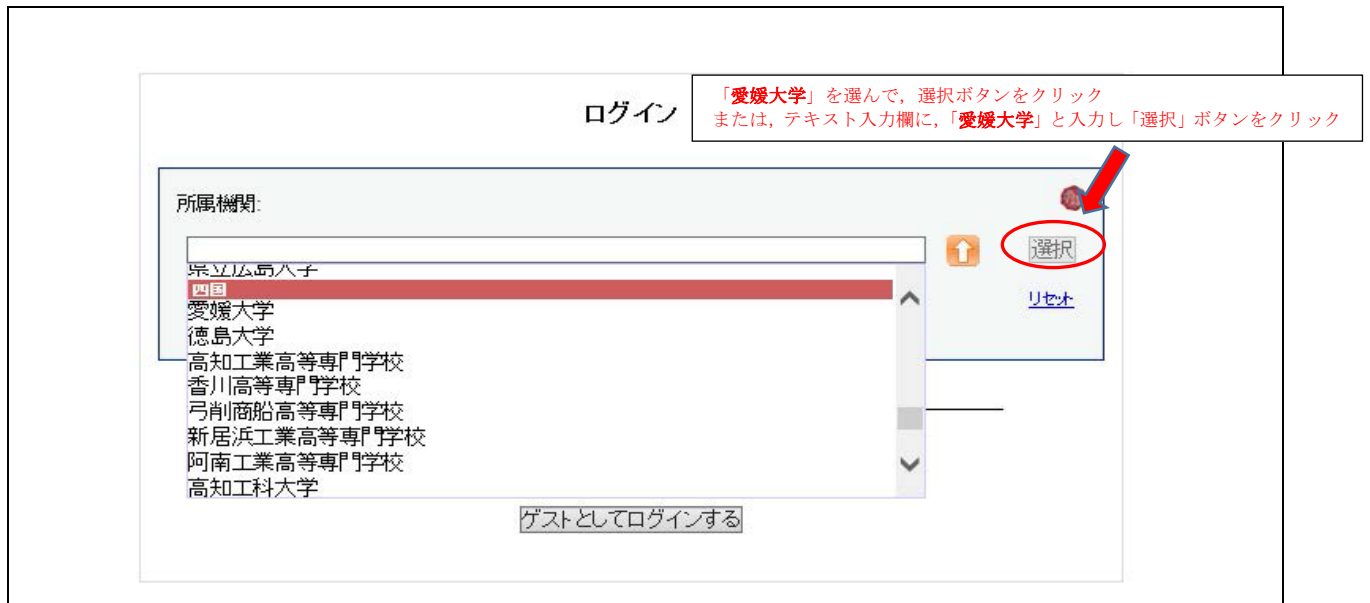 ログイン
「愛媛大学」を選んで，選択ボタンをクリック
または，テキスト入力欄に，「愛媛大学」と入力し「選択」ボタンをクリック
所属機関:
選択
県立広島大学
四国
リセット
愛媛大学
徳島大学
高知工業高等専門学校
香川高等専門学校
弓削商船高等専門学校
新居浜工業高等専門学校
阿南工業高等専門学校
高知工科大学
ゲストとしてログインする